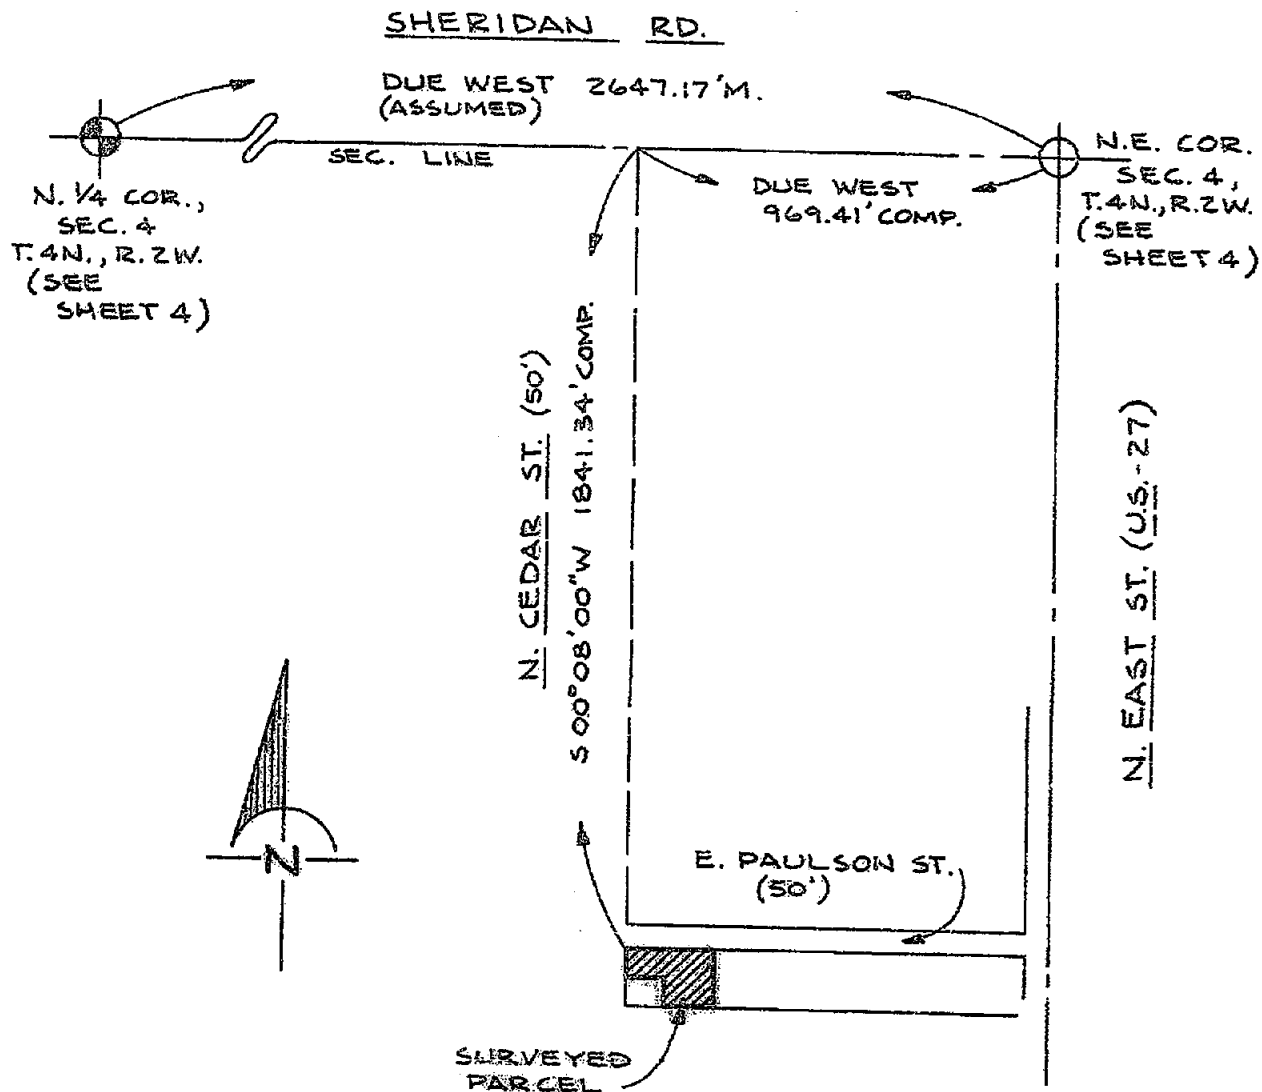 SHERIDAN RD.
DUE WEST 2647.17'M.
(ASSUMED)
SEC. LINE
N. 1/4 COR.,
SEC. 4
T.4N., R.2W.
(SEE
SHEET 4)
DUE WEST
969.41' COMP.
N.E. COR.
SEC. 4,
T.4N., R.2W.
(SEE
SHEET 4)
N. CEDAR ST. (50')
S 00°08'00"W 1841.34' COMP.
N. EAST ST. (U.S.-27)
N
E. PAULSON ST.
(50')
SURVEYED
PARCEL